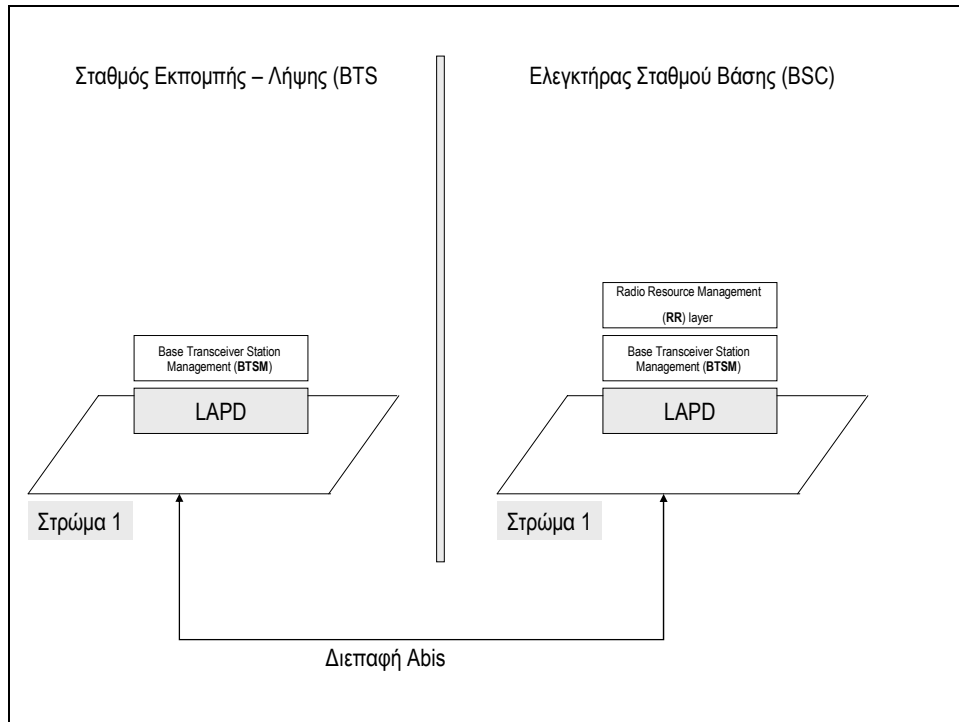 Σταθμός Εκπομπής – Λήψης (BTS
Ελεγκτήρας Σταθμού Βάσης (BSC)
Radio Resource Management
(RR) layer
Base Transceiver Station
Management (BTSM)
Base Transceiver Station
Management (BTSM)
LAPD
LAPD
Στρώμα 1
Στρώμα 1
Διεπαφή Abis